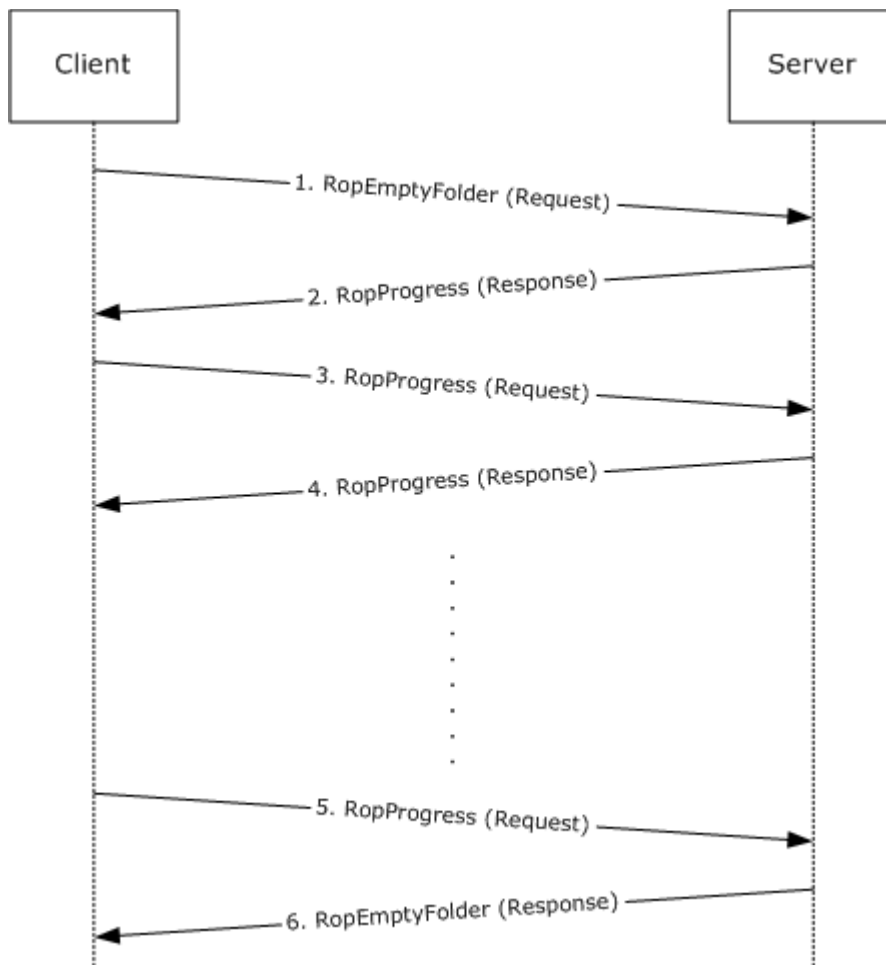 Client
Server
1. RopEmptyFolder (Request)
2. RopProgress (Response)
3. RopProgress (Request)
4. RopProgress (Response)
5. RopProgress (Request)
6. RopEmptyFolder (Response)